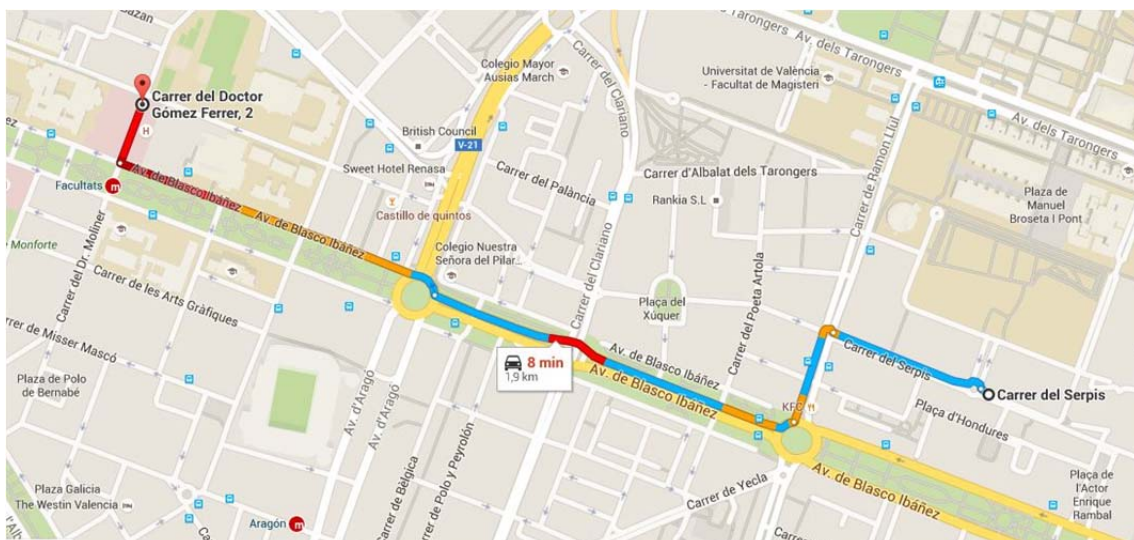 Bazan
Av. dels Tarongers
Av. dels Tarongers
Colegio Mayor
Ausias March
Carrer del Clariano
Universitat de València
- Facultat de Magisteri
Av. dels Tarongers
Carrer del Doctor
Gómez Ferrer, 2
H
British Council
V-21
Carrer de Ramon Llul
Sweet Hotel Renasa
Carrer del Palància
Carrer d'Albalat dels Tarongers
Facultats
m
Av. de Blasco Ibáñez
Castillo de quintos
Rankia S.L
Plaza de
Manuel
Broseta I Pont
Av. de Blasco Ibáñez
Monforte
Carrer del Dr. Moliner
Colegio Nuestra
Señora del Pilar...
Carrer del Clariano
Carrer de les Arts Gràfiques
Plaça del
Xúquer
Carrer del Poeta Artola
Carrer de Misser Mascó
Carrer del Serpis
8 min
1,9 km
Av. de Blasco Ibáñez
Av. de Blasco Ibáñez
Plaza de Polo
de Bernabé
Av. d'Aragó
Av. d'Aragó
Carrer del Serpis
KFC
Plaça d'Hondures
Carrer de Bèlgica
Carrer de Polo y Peyrolón
Av. de Blasco Ibáñez
Carrer de Yecla
Plaça de
l'Actor
Enrique
Rambal
Plaza Galicia
The Westin Valencia
Aragón
m